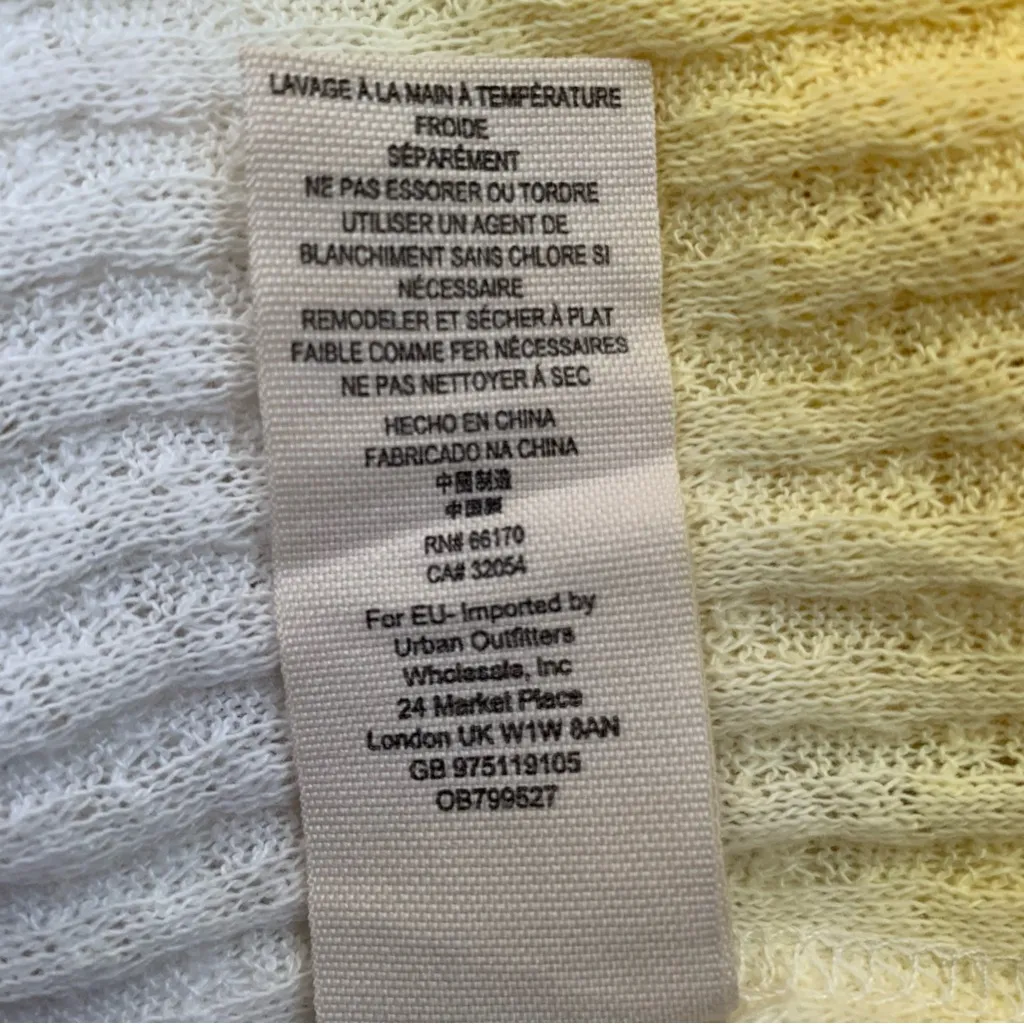 LAVAGE À LA MAIN À TEMPÉRATURE
FROIDE
SÉPARÉMENT
NE PAS ESSORER OU TORDRE
UTILISER UN AGENT DE
BLANCHIMENT SANS CHLORE SI
NÉCESSAIRE
REMODELER ET SÉCHER À PLAT
FAIBLE COMME FER NÉCESSAIRES
NE PAS NETTOYER À SEC
HECHO EN CHINA
FABRICADO NA CHINA
中國制造
中国製
RN# 66170
CA# 32054
For EU- Imported by
Urban Outfitters
Wholesale, Inc
24 Market Place
London UK W1W 8AN
GB 975119105
OB799527